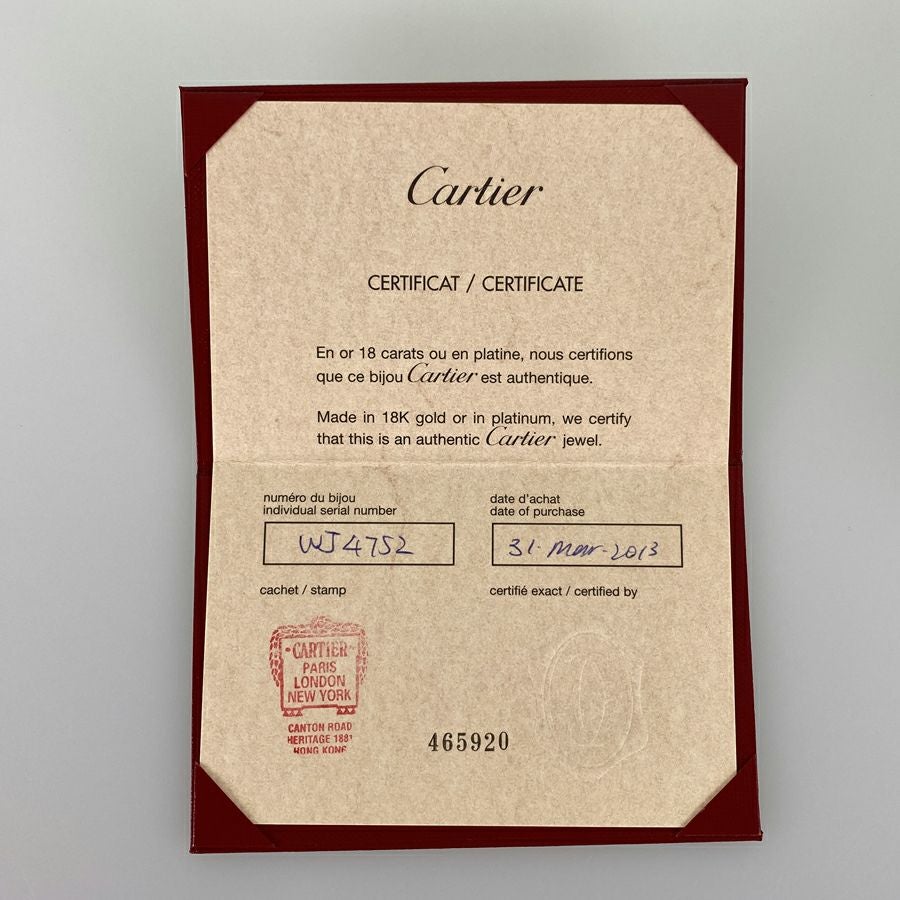 Cartier
CERTIFICAT / CERTIFICATE
En or 18 carats ou en platine, nous certifions
que ce bijou Cartier est authentique.
Made in 18K gold or in platinum, we certify
that this is an authentic Cartier jewel.
numéro du bijou
individual serial number
WJ4752
date d'achat
date of purchase
31-Mar-2013
cachet / stamp
certifié exact / certified by
CARTIER
PARIS
LONDON
NEW YORK
CANTON ROAD
HERITAGE 1881
HONG KONG
465920